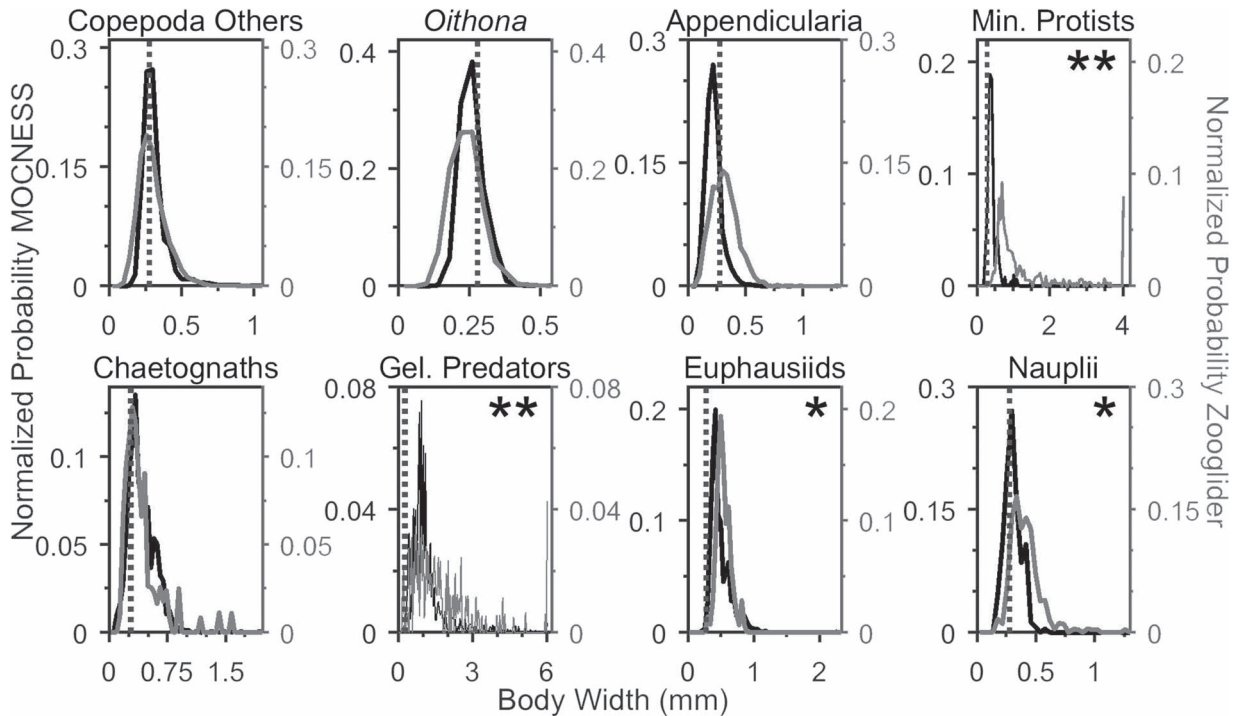 Copepoda Others
Oithona
Appendicularia
Min. Protists
Normalized Probability MOCNESS
0.3
0.15
0
0.3
0.15
0
0 0.5 1
0.4
0.2
0
0.4
0.2
0
0 0.25 0.5
0.3
0.15
0
0.3
0.15
0
0 0.5 1
0.2
0.1
0
**
0.2
0.1
0
0 2 4
Normalized Probability Zooglider
Chaetognaths
Gel. Predators
Euphausiids
Nauplii
0.1
0.05
0
0.1
0.05
0
0 0.75 1.5
0.08
0.04
0
**
0.08
0.04
0
0 2 4 6
0.2
0.1
0
*
0.2
0.1
0
0 1 2
0.3
0.15
0
*
0.3
0.15
0
0 0.5 1
Body Width (mm)